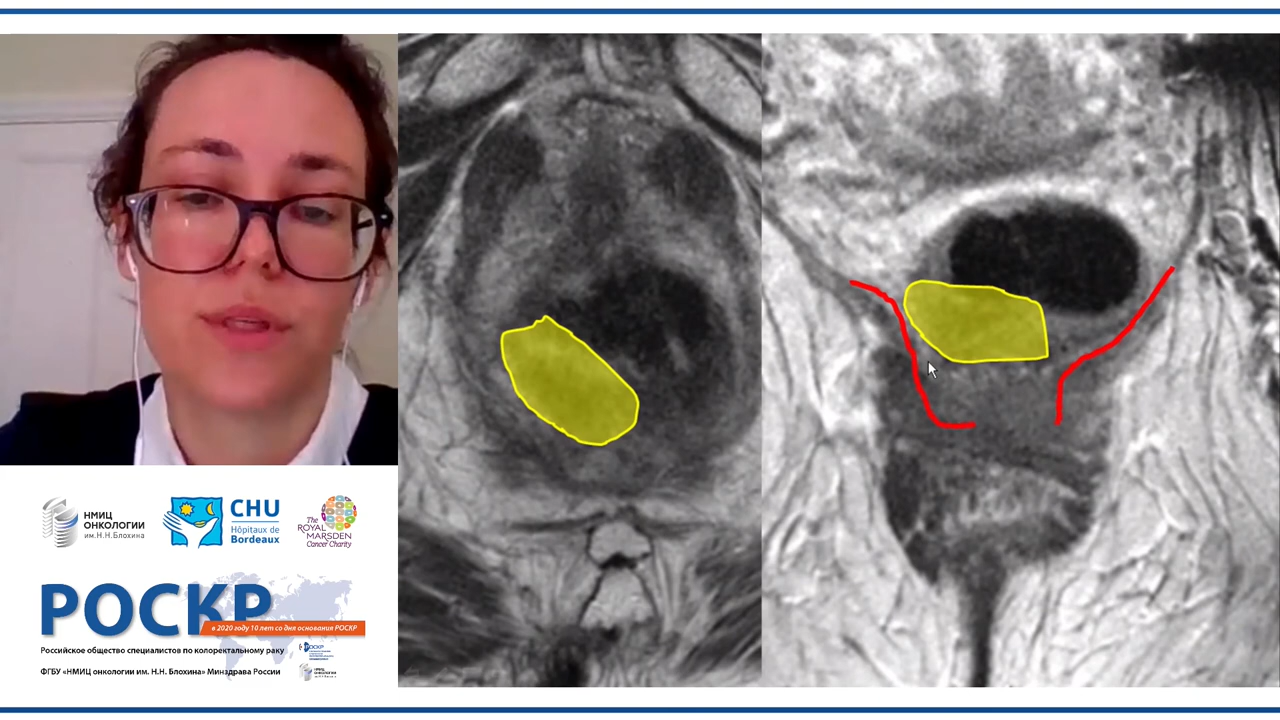 НМИЦ
ОНКОЛОГИИ
им.Н.Н.Блохина
CHU
Hôpitaux de
Bordeaux
The
ROYAL
MARSDEN
Cancer Charity
РОСКР
в 2020 году 10 лет со дня основания РОСКР
Российское общество специалистов по колоректальному раку
ФГБУ «НМИЦ онкологии им. Н.Н. Блохина» Минздрава России